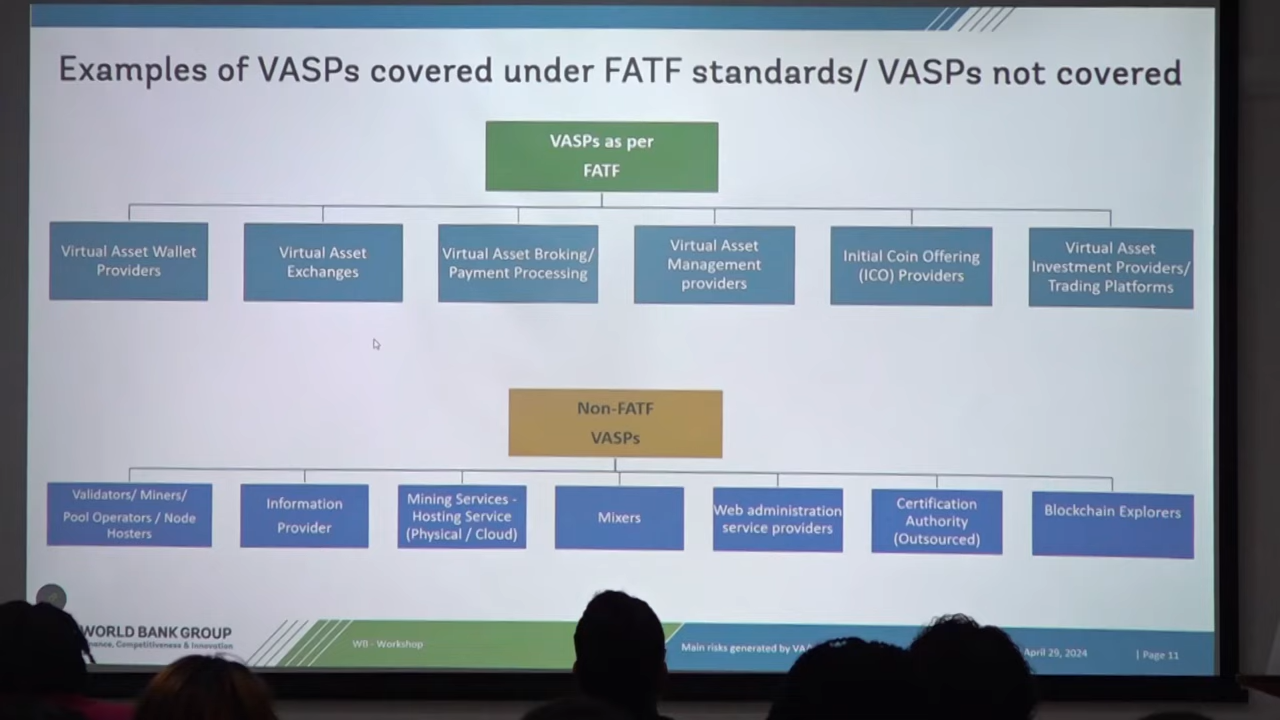 Examples of VASPs covered under FATF standards/ VASPs not covered
VASPs as per
FATF
Virtual Asset Wallet
Providers
Virtual Asset
Exchanges
Virtual Asset Broking/
Payment Processing
Virtual Asset
Management
providers
Initial Coin Offering
(ICO) Providers
Virtual Asset
Investment Providers/
Trading Platforms
Non-FATF
VASPs
Validators/ Miners/
Pool Operators / Node
Hosters
Information
Provider
Mining Services -
Hosting Service
(Physical / Cloud)
Mixers
Web administration
service providers
Certification
Authority
(Outsourced)
Blockchain Explorers
WORLD BANK GROUP
Competitiveness & Innovation
WB - Workshop
Main risks generated by
April 29, 2024
| Page 11